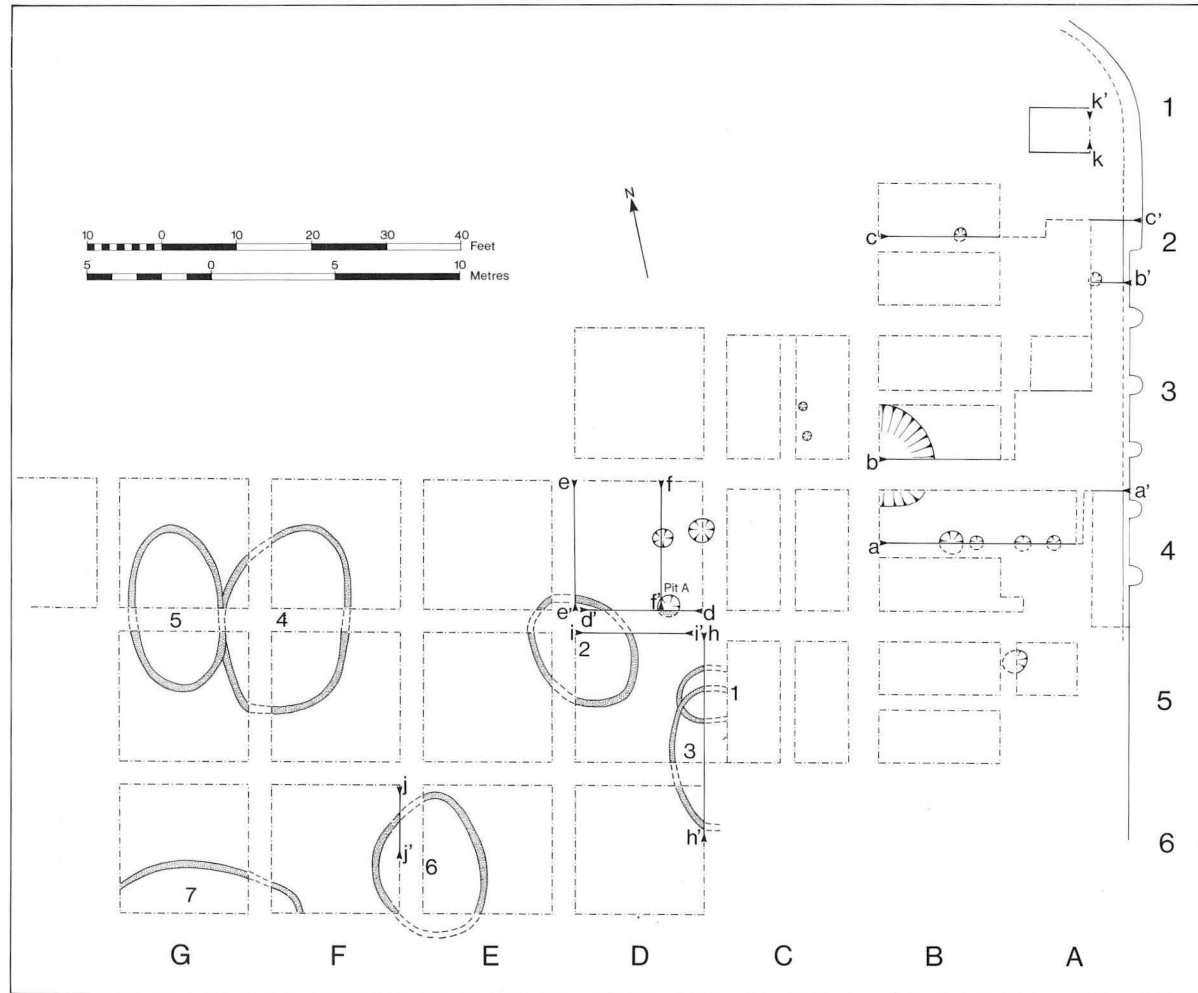 k'
1
k
N
10 0 10 20 30 40 Feet
5 0 5 10 Metres
c'
c
2
b'
3
b
e f a'
a 4
Pit A
f'
e' d' d
5 4 i i' h
2
1
5
3
j
h'
j' 6
6
7
G F E D C B A